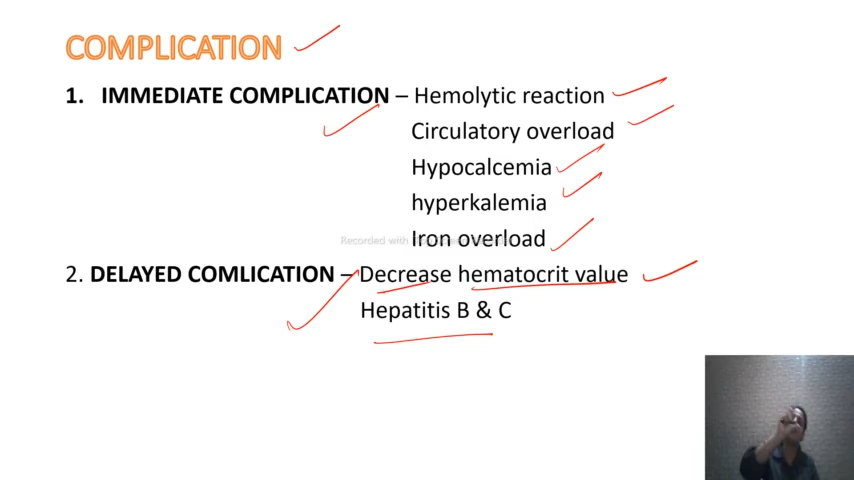 COMPLICATION
1. IMMEDIATE COMPLICATION – Hemolytic reaction
Circulatory overload
Hypocalcemia
hyperkalemia
Iron overload
Recorded with
2. DELAYED COMLICATION – Decrease hematocrit value
Hepatitis B & C